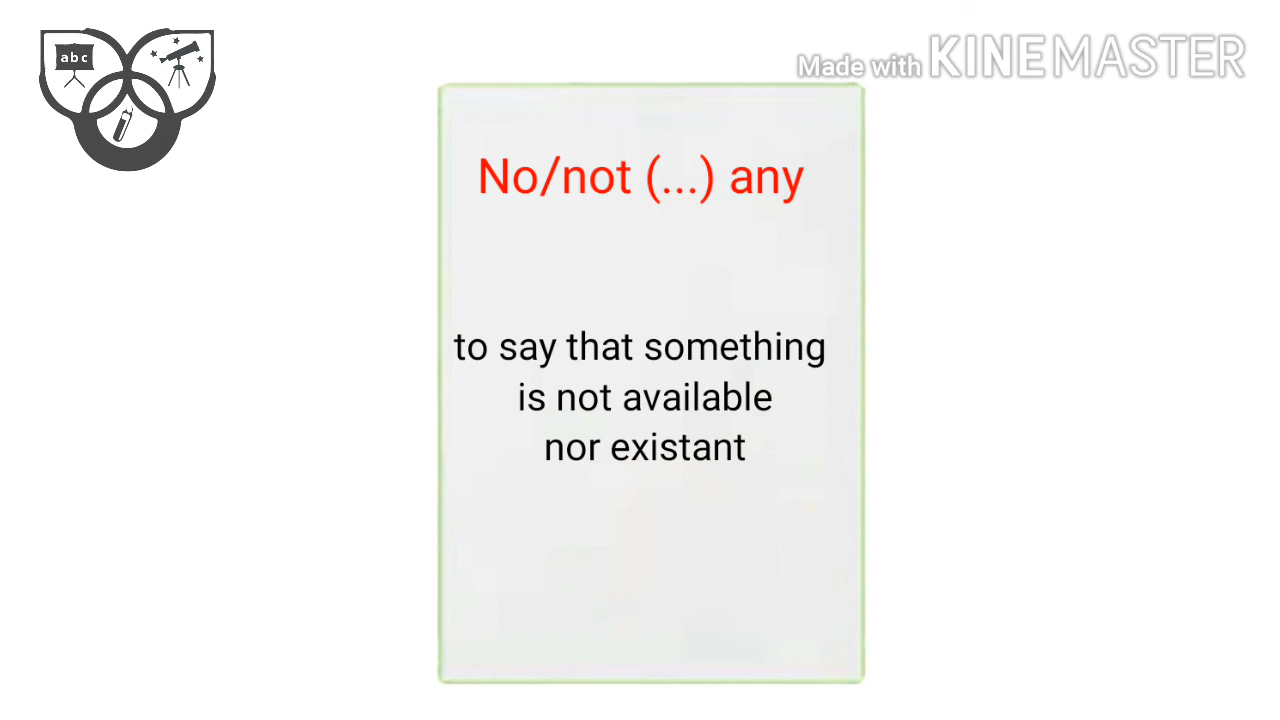 abc
Made with KINEMASTER
No/not (...) any
to say that something
is not available
nor existant